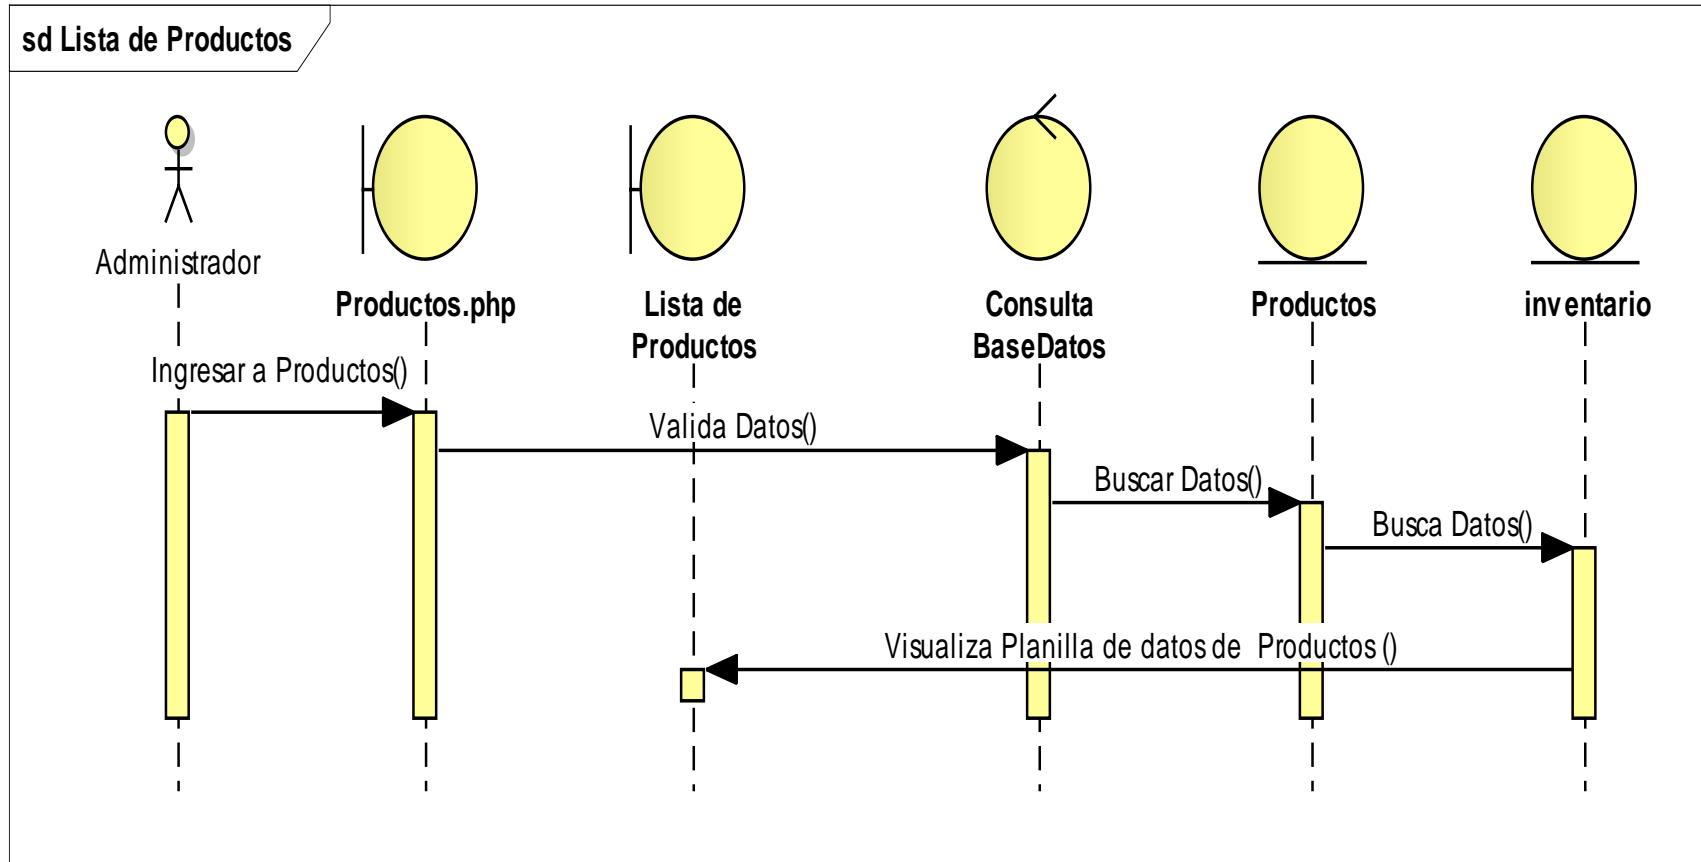 sd Lista de Productos
Administrador
Productos.php
Lista de
Productos
Consulta
BaseDatos
Productos
inventario
Ingresar a Productos()
Valida Datos()
Buscar Datos()
Busca Datos()
Visualiza Planilla de datos de Productos ()